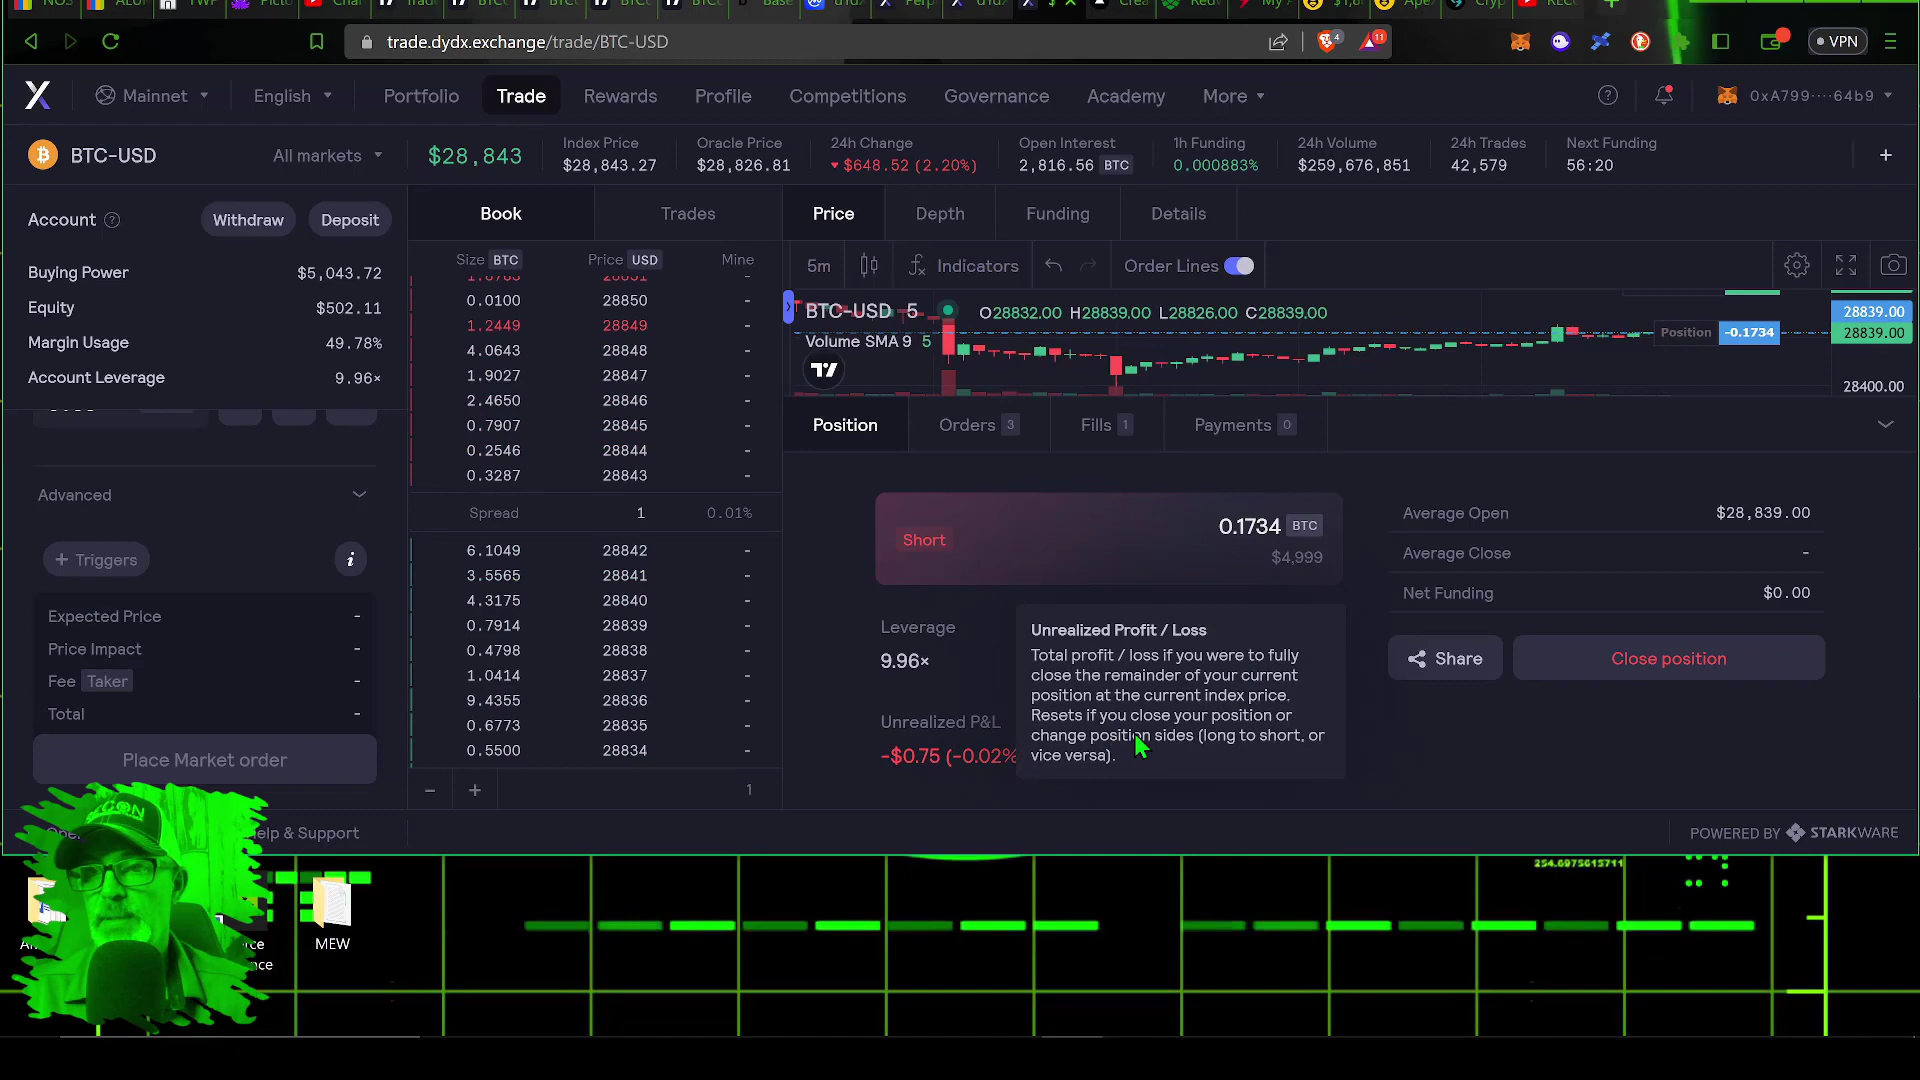 trade.dydx.exchange/trade/BTC-USD
4
11
VPN
Mainnet
English
Portfolio
Trade
Rewards
Profile
Competitions
Governance
Academy
More
0xA799····64b9
BTC-USD
All markets
$28,843
Index Price
$28,843.27
Oracle Price
$28,826.81
24h Change
$648.52 (2.20%)
Open Interest
2,816.56 BTC
1h Funding
0.000883%
24h Volume
$259,676,851
24h Trades
42,579
Next Funding
56:20
Account
Withdraw
Deposit
Buying Power
$5,043.72
Equity
$502.11
Margin Usage
49.78%
Account Leverage
9.96×
Advanced
+ Triggers
Expected Price -
Price Impact -
Fee Taker -
Total -
Place Market order
Help & Support
Book
Trades
Size BTC Price USD Mine
0.0100 28850 -
1.2449 28849 -
4.0643 28848 -
1.9027 28847 -
2.4650 28846 -
0.7907 28845 -
0.2546 28844 -
0.3287 28843 -
Spread 1 0.01%
6.1049 28842 -
3.5565 28841 -
4.3175 28840 -
0.7914 28839 -
0.4798 28838 -
1.0414 28837 -
9.4355 28836 -
0.6773 28835 -
0.5500 28834 -
1
Price
Depth
Funding
Details
5m
Indicators
Order Lines
BTC-USD 5
O28832.00 H28839.00 L28826.00 C28839.00
Volume SMA 9 5
Position -0.1734
28839.00
28839.00
28400.00
Position
Orders 3
Fills 1
Payments 0
Short
0.1734 BTC
$4,999
Leverage
9.96×
Unrealized P&L
-$0.75 (-0.02%
Unrealized Profit / Loss
Total profit / loss if you were to fully
close the remainder of your current
position at the current index price.
Resets if you close your position or
change position sides (long to short, or
vice versa).
Average Open $28,839.00
Average Close -
Net Funding $0.00
Share
Close position
POWERED BY STARKWARE
254.6975615711
MEW